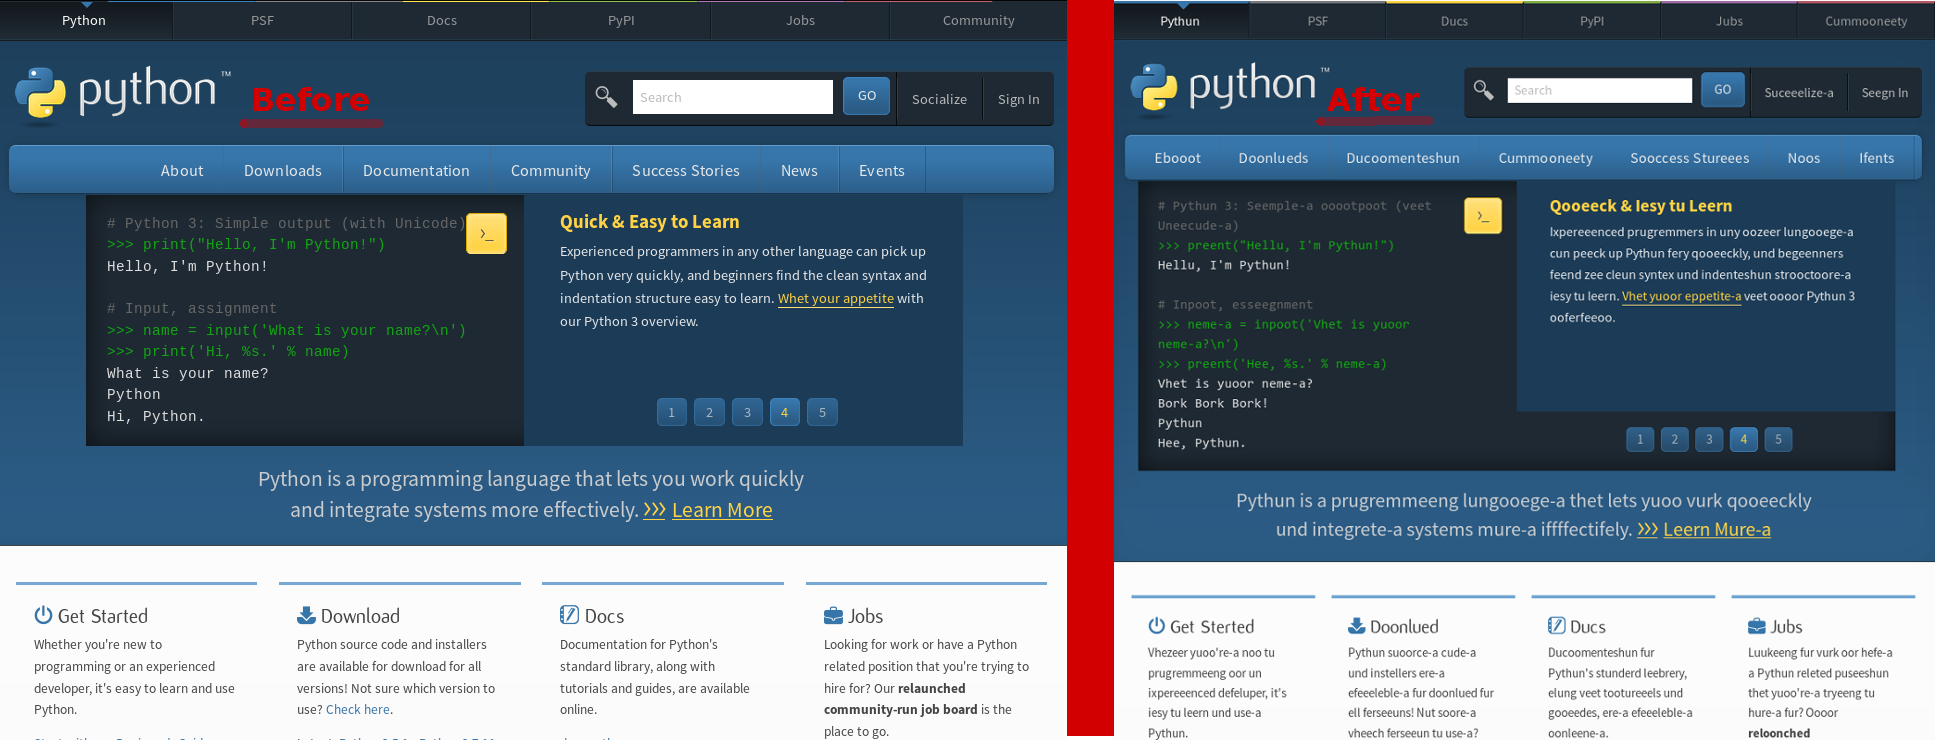 Python PSF Docs PyPI Jobs Community
python™ Before
Search GO Socialize Sign In
About Downloads Documentation Community Success Stories News Events
# Python 3: Simple output (with Unicode)
>>> print("Hello, I'm Python!")
Hello, I'm Python!
# Input, assignment
>>> name = input('What is your name?\n')
>>> print('Hi, %s.' % name)
What is your name?
Python
Hi, Python.
>_
Quick & Easy to Learn
Experienced programmers in any other language can pick up
Python very quickly, and beginners find the clean syntax and
indentation structure easy to learn. Whet your appetite with
our Python 3 overview.
1 2 3 4 5
Python is a programming language that lets you work quickly
and integrate systems more effectively. >>> Learn More
Get Started
Whether you're new to
programming or an experienced
developer, it's easy to learn and use
Python.
Download
Python source code and installers
are available for download for all
versions! Not sure which version to
use? Check here.
Docs
Documentation for Python's
standard library, along with
tutorials and guides, are available
online.
Jobs
Looking for work or have a Python
related position that you're trying to
hire for? Our relaunched
community-run job board is the
place to go.
Pythun PSF Ducs PyPI Jubs Cummooneety
python™ After
Search GO Suceeelize-a Seegn In
Ebooot Doonlueds Ducoomenteshun Cummooneety Sooccess Stureees Noos Ifents
# Pythun 3: Seemple-a ooootpoot (veet
Uneecude-a)
>>> preent("Hellu, I'm Pythun!")
Hellu, I'm Pythun!
# Inpoot, esseegnment
>>> neme-a = inpoot('Vhet is yuoor
neme-a?\n')
>>> preent('Hee, %s.' % neme-a)
Vhet is yuoor neme-a?
Bork Bork Bork!
Pythun
Hee, Pythun.
>_
Qooeeck & Iesy tu Leern
Ixpereeenced prugremmers in uny oozeer lungooege-a
cun peeck up Pythun fery qooeeckly, und begeenners
feend zee cleun syntex und indenteshun strooctoore-a
iesy tu leern. Vhet yuoor eppetite-a veet oooor Pythun 3
ooferfeeoo.
1 2 3 4 5
Pythun is a prugremmeeng lungooege-a thet lets yuoo vurk qooeeckly
und integrete-a systems mure-a iffffectifely. >>> Leern Mure-a
Get Sterted
Vhezeer yuoo're-a noo tu
prugremmeeng oor un
ixpereeenced defeluper, it's
iesy tu leern und use-a
Pythun.
Doonlued
Pythun suoorce-a cude-a
und instellers ere-a
efeeeleble-a fur doonlued fur
ell ferseeuns! Nut soore-a
vheech ferseeun tu use-a?
Ducs
Ducoomenteshun fur
Pythun's stunderd leebrery,
elung veet tootureeels und
gooeedes, ere-a efeeeleble-a
oonleene-a.
Jubs
Luukeeng fur vurk oor hefe-a
a Pythun releted puseeshun
thet yuoo're-a tryeeng tu
hure-a fur? Oooor
reloonched